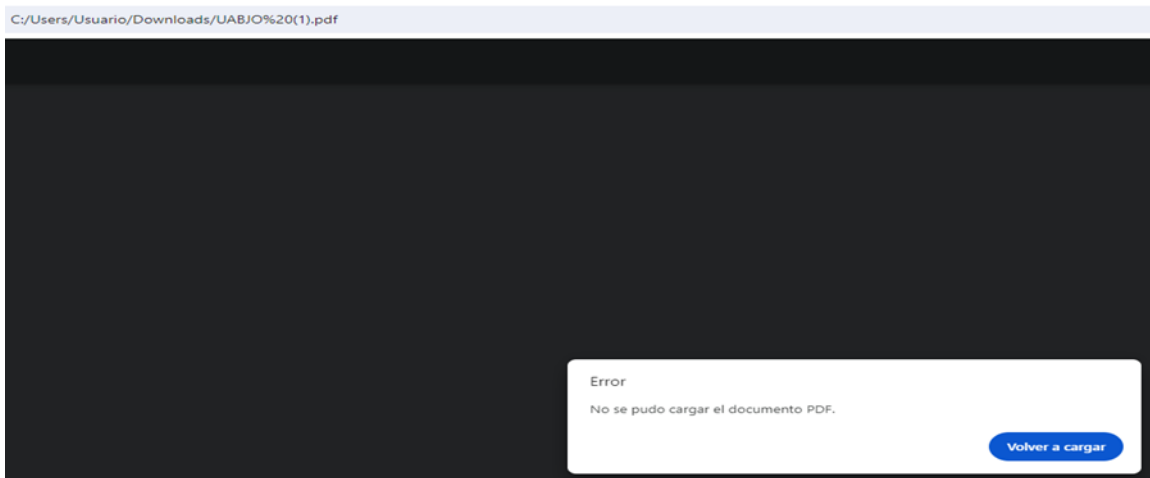 C:/Users/Usuario/Downloads/UABJO%20(1).pdf
Error
No se pudo cargar el documento PDF.
Volver a cargar